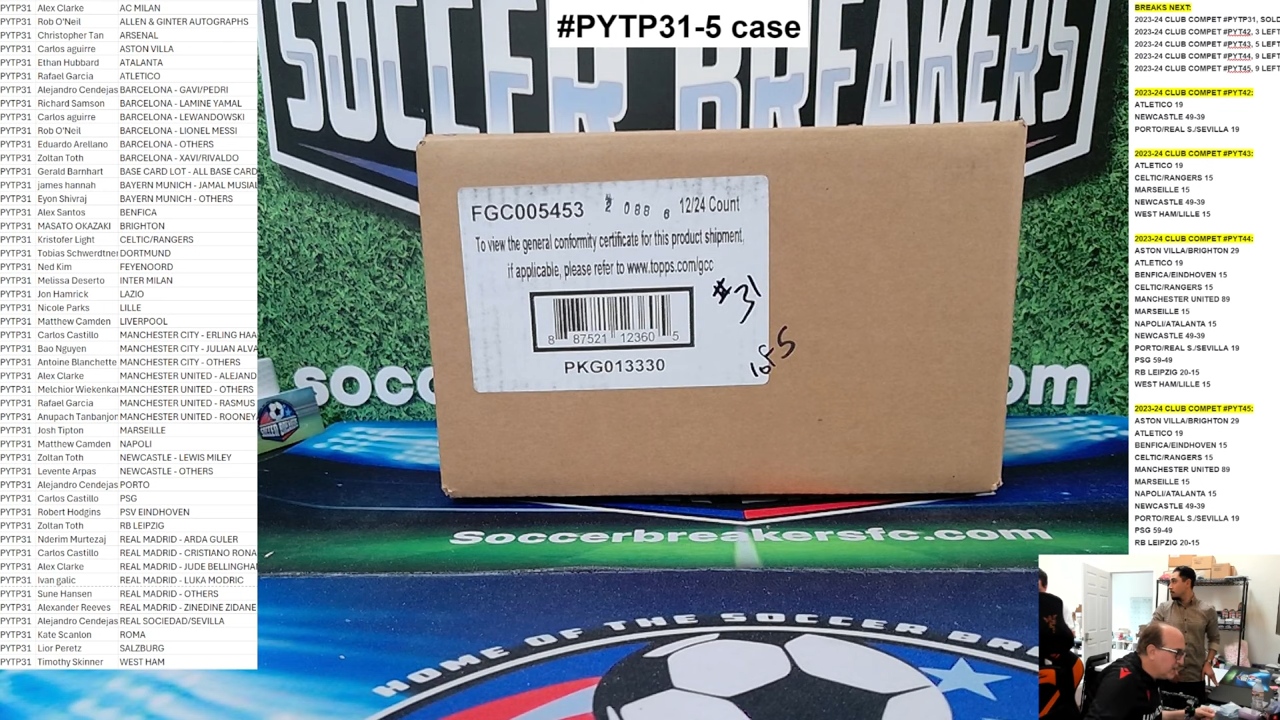 PYTP31 Alex Clarke AC MILAN
PYTP31 Rob O'Neil ALLEN & GINTER AUTOGRAPHS
PYTP31 Christopher Tan ARSENAL
PYTP31 Carlos aguirre ASTON VILLA
PYTP31 Ethan Hubbard ATALANTA
PYTP31 Rafael Garcia ATLETICO
PYTP31 Alejandro Cendejas BARCELONA - GAVI/PEDRI
PYTP31 Richard Samson BARCELONA - LAMINE YAMAL
PYTP31 Carlos aguirre BARCELONA - LEWANDOWSKI
PYTP31 Rob O'Neil BARCELONA - LIONEL MESSI
PYTP31 Eduardo Arellano BARCELONA - OTHERS
PYTP31 Zoltan Toth BARCELONA - XAVI/RIVALDO
PYTP31 Gerald Barnhart BASE CARD LOT - ALL BASE CARD
PYTP31 james hannah BAYERN MUNICH - JAMAL MUSIAL
PYTP31 Eyon Shivraj BAYERN MUNICH - OTHERS
PYTP31 Alex Santos BENFICA
PYTP31 MASATO OKAZAKI BRIGHTON
PYTP31 Kristofer Light CELTIC/RANGERS
PYTP31 Tobias Schwerdtner DORTMUND
PYTP31 Ned Kim FEYENOORD
PYTP31 Melissa Deserto INTER MILAN
PYTP31 Jon Hamrick LAZIO
PYTP31 Nicole Parks LILLE
PYTP31 Matthew Camden LIVERPOOL
PYTP31 Carlos Castillo MANCHESTER CITY - ERLING HAA
PYTP31 Bao Nguyen MANCHESTER CITY - JULIAN ALVA
PYTP31 Antoine Blanchette MANCHESTER CITY - OTHERS
PYTP31 Alex Clarke MANCHESTER UNITED - ALEJAND
PYTP31 Melchior Wiekenka MANCHESTER UNITED - OTHERS
PYTP31 Rafael Garcia MANCHESTER UNITED - RASMUS
PYTP31 Anupach Tanbanjon MANCHESTER UNITED - ROONEY
PYTP31 Josh Tipton MARSEILLE
PYTP31 Matthew Camden NAPOLI
PYTP31 Zoltan Toth NEWCASTLE - LEWIS MILEY
PYTP31 Levente Arpas NEWCASTLE - OTHERS
PYTP31 Alejandro Cendejas PORTO
PYTP31 Carlos Castillo PSG
PYTP31 Robert Hodgins PSV EINDHOVEN
PYTP31 Zoltan Toth RB LEIPZIG
PYTP31 Nderim Murtezaj REAL MADRID - ARDA GULER
PYTP31 Carlos Castillo REAL MADRID - CRISTIANO RONA
PYTP31 Alex Clarke REAL MADRID - JUDE BELLINGHA
PYTP31 Ivan galic REAL MADRID - LUKA MODRIC
PYTP31 Sune Hansen REAL MADRID - OTHERS
PYTP31 Alexander Reeves REAL MADRID - ZINEDINE ZIDANE
PYTP31 Alejandro Cendejas REAL SOCIEDAD/SEVILLA
PYTP31 Kate Scanlon ROMA
PYTP31 Lior Peretz SALZBURG
PYTP31 Timothy Skinner WEST HAM
#PYTP31-5 case
SOCCER BREAKERS
FGC005453 2 088 6 12/24 Count
To view the general conformity certificate for this product shipment,
if applicable, please refer to www.topps.com/gcc
#31
8 87521 12360 5
1 of 5
PKG013330
socc om
Soccerbreakersfc.com
HOME OF THE SOCCER BRE
BREAKS NEXT:
2023-24 CLUB COMPET #PYTP31, SOLD
2023-24 CLUB COMPET #PYT42, 3 LEFT
2023-24 CLUB COMPET #PYT43, 5 LEFT
2023-24 CLUB COMPET #PYT44, 9 LEFT
2023-24 CLUB COMPET #PYT45, 9 LEFT
2023-24 CLUB COMPET #PYT42:
ATLETICO 19
NEWCASTLE 49-39
PORTO/REAL S./SEVILLA 19
2023-24 CLUB COMPET #PYT43:
ATLETICO 19
CELTIC/RANGERS 15
MARSEILLE 15
NEWCASTLE 49-39
WEST HAM/LILLE 15
2023-24 CLUB COMPET #PYT44:
ASTON VILLA/BRIGHTON 29
ATLETICO 19
BENFICA/EINDHOVEN 15
CELTIC/RANGERS 15
MANCHESTER UNITED 89
MARSEILLE 15
NAPOLI/ATALANTA 15
NEWCASTLE 49-39
PORTO/REAL S./SEVILLA 19
PSG 59-49
RB LEIPZIG 20-15
WEST HAM/LILLE 15
2023-24 CLUB COMPET #PYT45:
ASTON VILLA/BRIGHTON 29
ATLETICO 19
BENFICA/EINDHOVEN 15
CELTIC/RANGERS 15
MANCHESTER UNITED 89
MARSEILLE 15
NAPOLI/ATALANTA 15
NEWCASTLE 49-39
PORTO/REAL S./SEVILLA 19
PSG 59-49
RB LEIPZIG 20-15